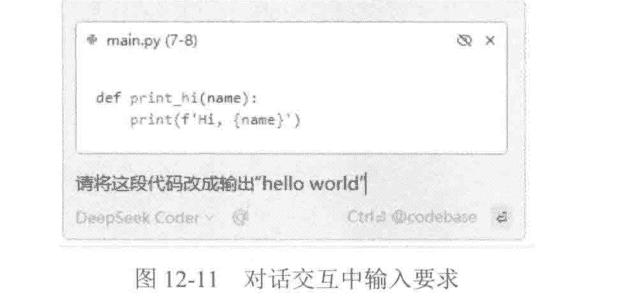 main.py (7-8)
def print_hi(name):
    print(f'Hi, {name}')
请将这段代码改成输出“hello world”
DeepSeek Coder
Ctrl⏎ @codebase
图 12-11 对话交互中输入要求